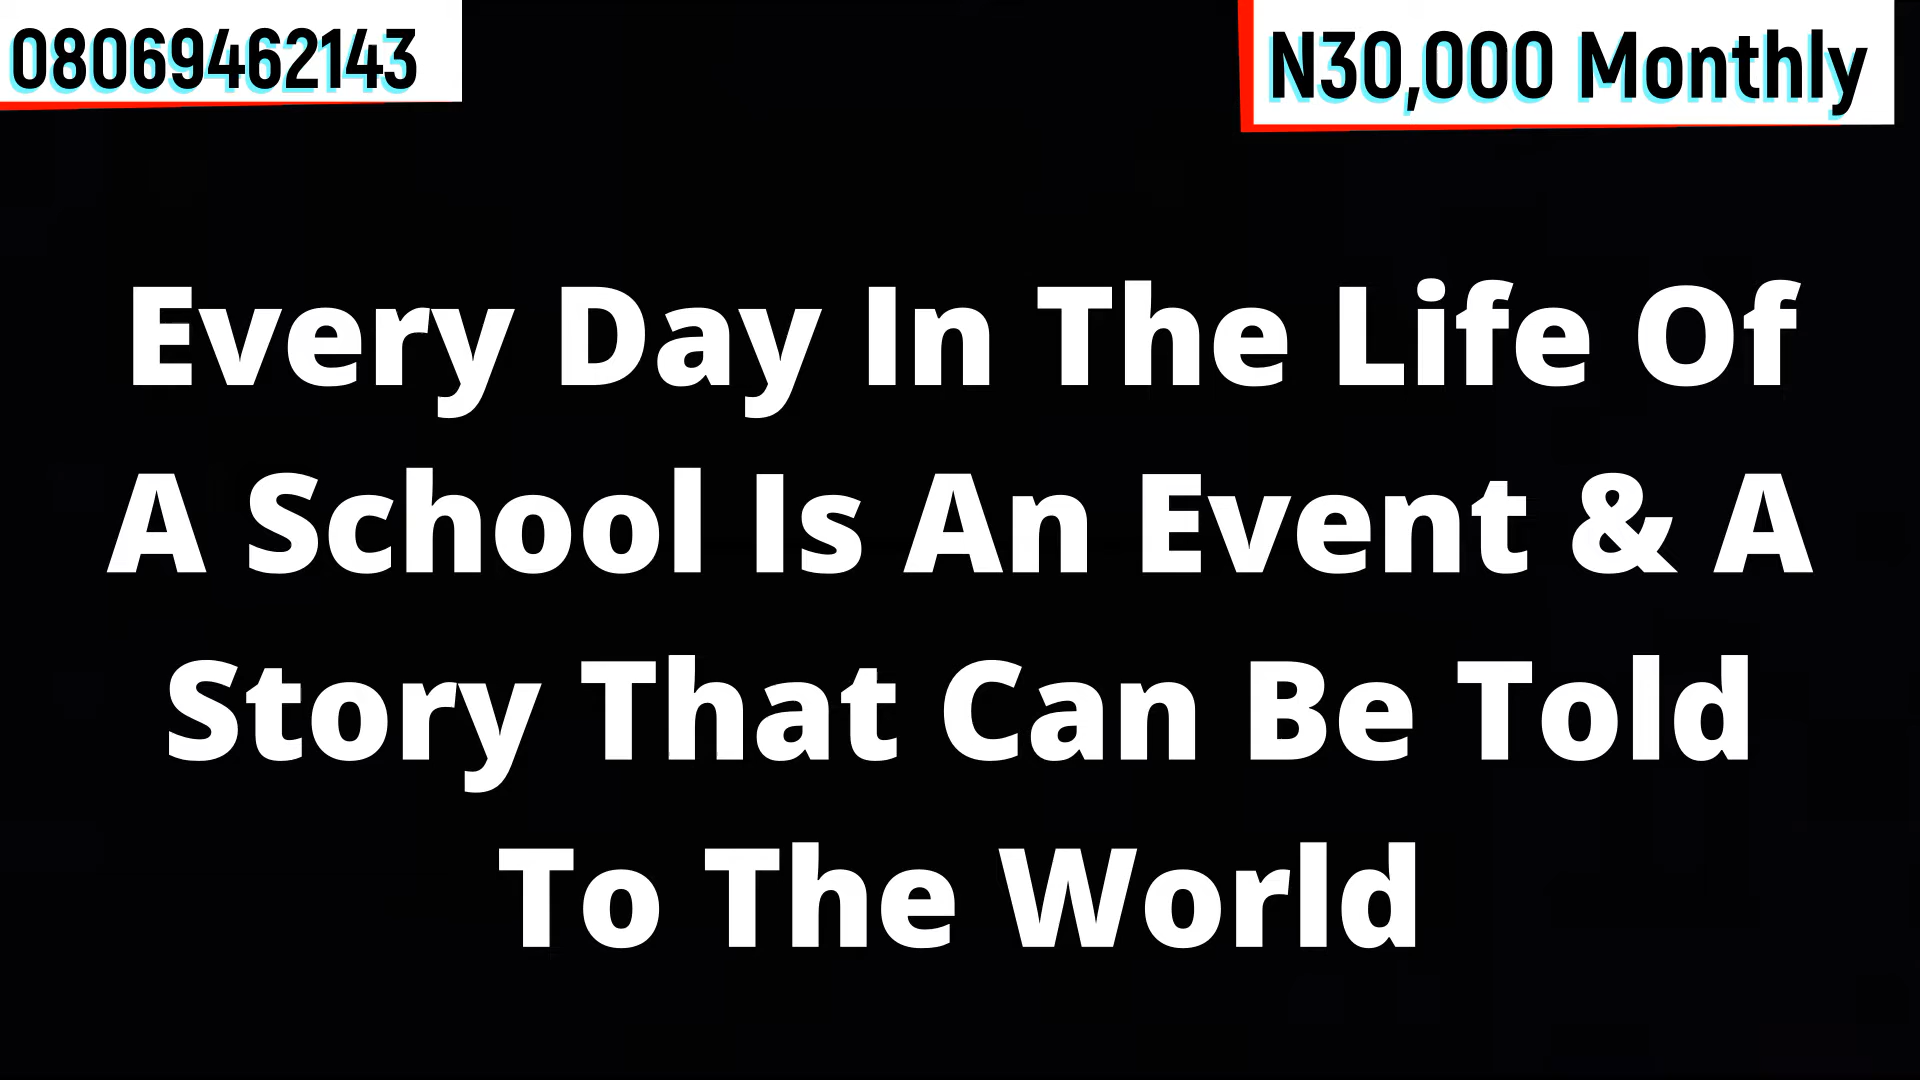 08069462143
N30,000 Monthly
Every Day In The Life Of
A School Is An Event & A
Story That Can Be Told
To The World